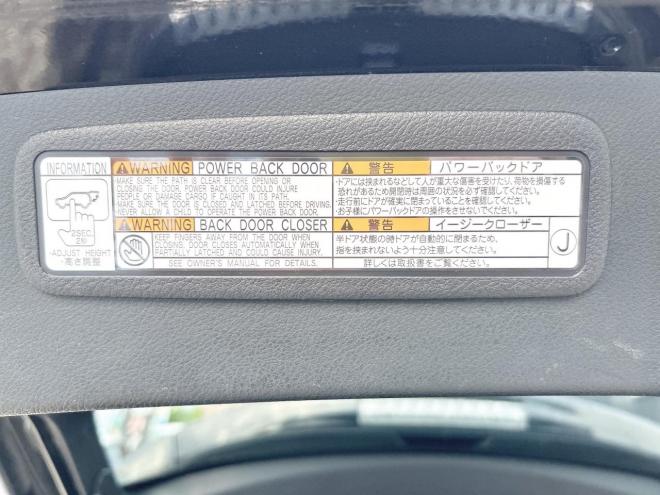 INFORMATION
2SEC.
2秒
-ADJUST HEIGHT
・高さ調整
WARNING POWER BACK DOOR
MAKE SURE THE PATH IS CLEAR BEFORE OPENING OR
CLOSING THE DOOR. POWER BACK DOOR COULD INJURE
PEOPLE OR DAMAGE CARGO IF CAUGHT IN ITS PATH.
MAKE SURE THE DOOR IS CLOSED AND LATCHED BEFORE DRIVING.
NEVER ALLOW A CHILD TO OPERATE THE POWER BACK DOOR.
WARNING BACK DOOR CLOSER
KEEP FINGERS AWAY FROM THE DOOR WHEN
CLOSING. DOOR CLOSES AUTOMATICALLY WHEN
PARTIALLY LATCHED AND COULD CAUSE INJURY.
SEE OWNER'S MANUAL FOR DETAILS.
警告 パワーバックドア
・ドアには挟まれるなどして人が重大な傷害を受けたり、荷物を損傷する
恐れがあるため開閉時は周囲の状況を必ず確認してください。
・走行前にドアが確実に閉まっていることを確認してください。
・お子様にパワーバックドアの操作をさせないでください。
警告 イージークローザー
半ドア状態の時ドアが自動的に閉まるため、
指を挟まれないよう十分注意してください。
詳しくは取扱書をご覧ください。
J